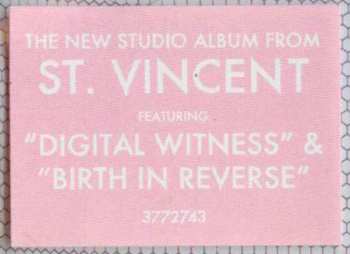 THE NEW STUDIO ALBUM FROM
ST. VINCENT
FEATURING
"DIGITAL WITNESS" &
"BIRTH IN REVERSE"
3772743